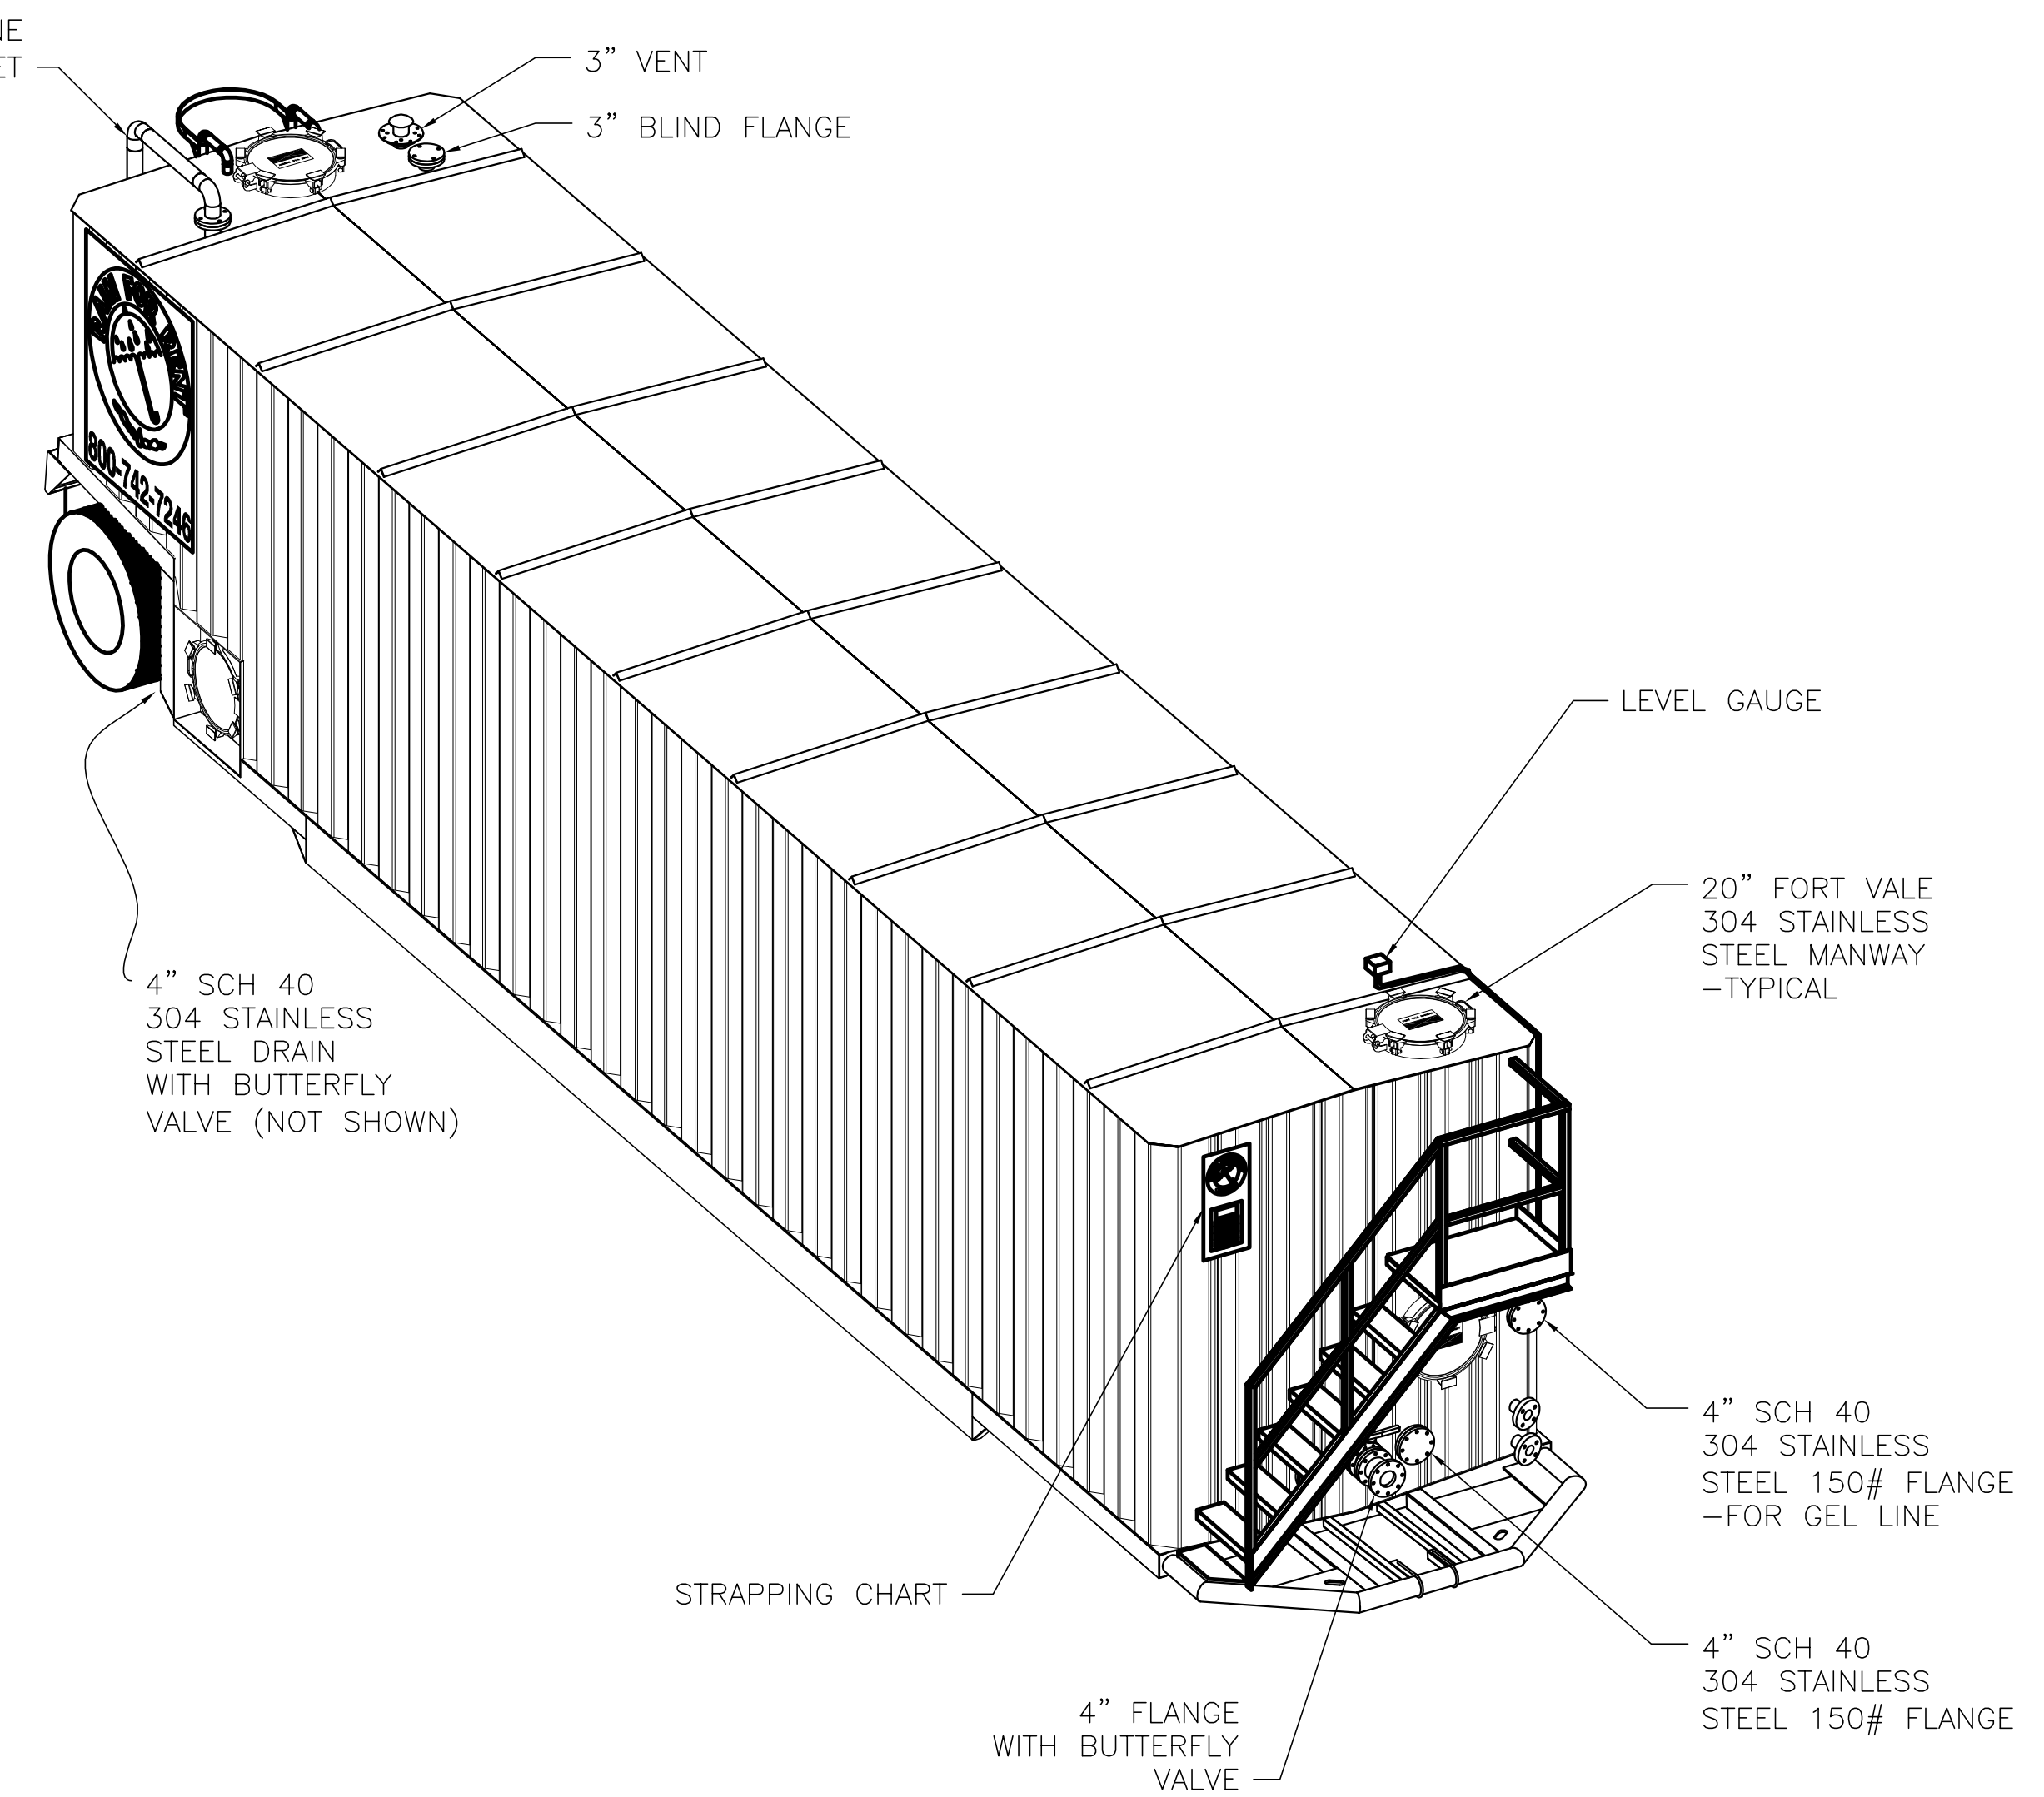 3” VENT
3” BLIND FLANGE
800-742-7246
LEVEL GAUGE
20” FORT VALE
304 STAINLESS
STEEL MANWAY
–TYPICAL
4” SCH 40
304 STAINLESS
STEEL DRAIN
WITH BUTTERFLY
VALVE (NOT SHOWN)
4” SCH 40
304 STAINLESS
STEEL 150# FLANGE
–FOR GEL LINE
STRAPPING CHART
4” SCH 40
304 STAINLESS
STEEL 150# FLANGE
4” FLANGE
WITH BUTTERFLY
VALVE